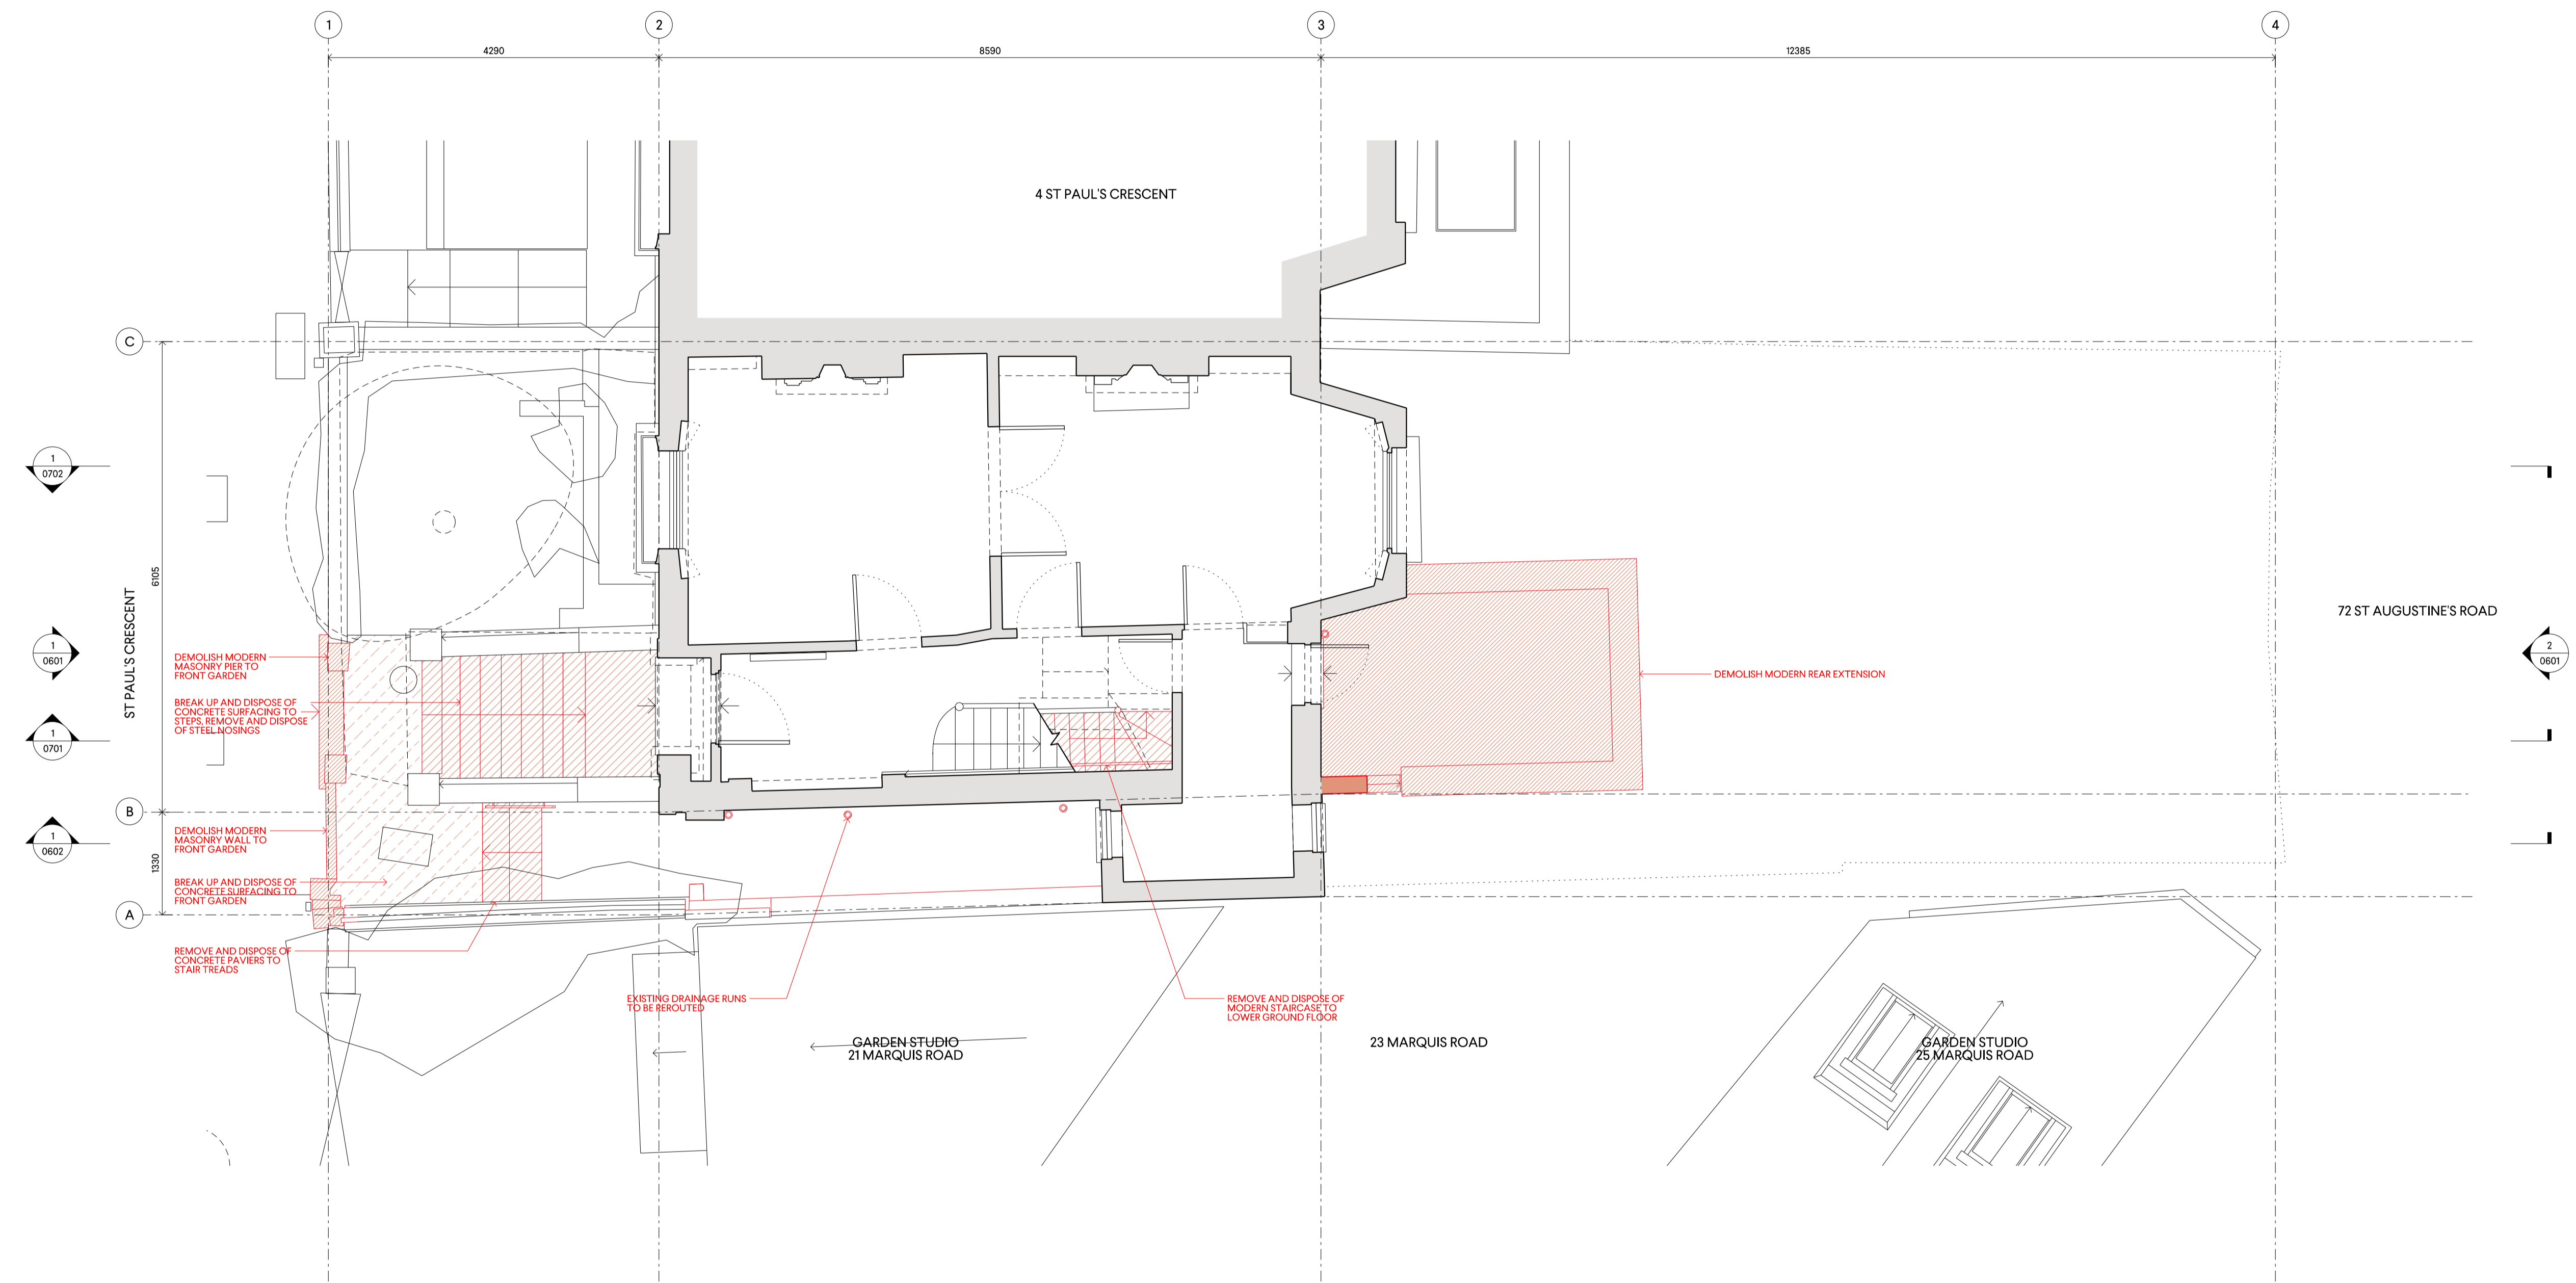 1
2
3
4
4290
8590
12385
4 ST PAUL'S CRESCENT
C
1
0702
6105
ST PAUL'S CRESCENT
72 ST AUGUSTINE'S ROAD
1
0601
2
0601
DEMOLISH MODERN
MASONRY PIER TO
FRONT GARDEN
DEMOLISH MODERN REAR EXTENSION
BREAK UP AND DISPOSE OF
CONCRETE SURFACING TO
STEPS, REMOVE AND DISPOSE
OF STEEL NOSINGS
1
0701
B
DEMOLISH MODERN
MASONRY WALL TO
FRONT GARDEN
1
0602
1330
BREAK UP AND DISPOSE OF
CONCRETE SURFACING TO
FRONT GARDEN
A
REMOVE AND DISPOSE OF
CONCRETE PAVIERS TO
STAIR TREADS
EXISTING DRAINAGE RUNS
TO BE REROUTED
REMOVE AND DISPOSE OF
MODERN STAIRCASE TO
LOWER GROUND FLOOR
GARDEN STUDIO
21 MARQUIS ROAD
23 MARQUIS ROAD
GARDEN STUDIO
25 MARQUIS ROAD